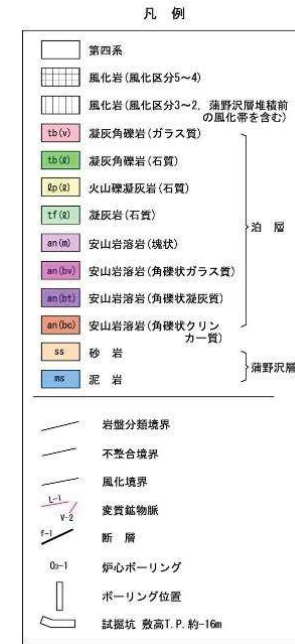 凡 例
第四系
風化岩(風化区分5~4)
風化岩(風化区分3~2, 蒲野沢層堆積前
の風化帯を含む)
tb(v) 凝灰角礫岩(ガラス質)
tb(ℓ) 凝灰角礫岩(石質)
ℓp(ℓ) 火山礫凝灰岩(石質)
tf(ℓ) 凝灰岩(石質)
an(m) 安山岩溶岩(塊状)
an(bv) 安山岩溶岩(角礫状ガラス質)
an(bt) 安山岩溶岩(角礫状凝灰質)
an(bc) 安山岩溶岩(角礫状クリン
カー質)
泊 層
ss 砂 岩
ms 泥 岩
蒲野沢層
岩盤分類境界
不整合境界
風化境界
L-1
V-2
変質鉱物脈
f-1 断 層
O3-1 炉心ボーリング
ボーリング位置
試掘坑 敷高T.P.約-16m